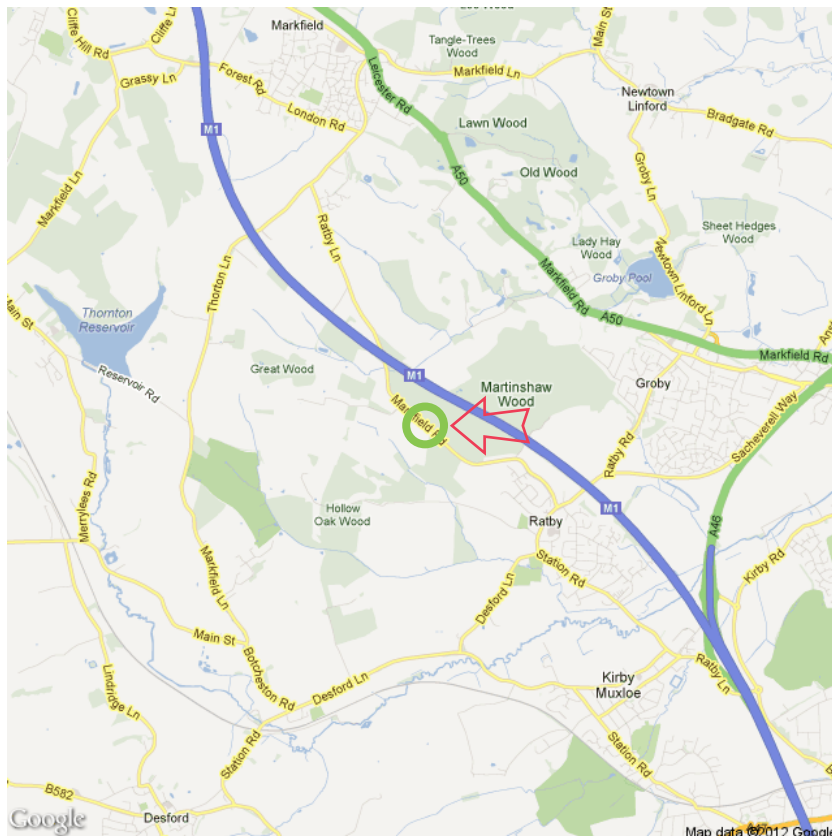 Markfield
Tangle-Trees
Wood
Main St
Cliffe Hill Rd
Cliffe Ln
Grassy Ln
Forest Rd
Leicester Rd
Markfield Ln
Newtown
Linford
London Rd
Lawn Wood
Bradgate Rd
M1
A50
Old Wood
Groby Ln
Markfield Ln
Ratby Ln
Sheet Hedges
Wood
Lady Hay
Wood
Newtown Linford Ln
Thorton Ln
Groby Pool
Markfield Rd
A50
Main St
Thornton
Reservoir
Markfield Rd
Reservoir Rd
Great Wood
M1
Martinshaw
Wood
Groby
Markfield Rd
Sacheverell Way
Ratby Rd
Merrylees Rd
Hollow
Oak Wood
M1
Ratby
A46
Kirby Rd
Station Rd
Markfield Ln
Desford Ln
Main St
Botcheston Rd
Desford Ln
Kirby
Muxloe
Ratby Ln
Lindridge Ln
Station Rd
Station Rd
B582
Desford
Google
Map data ©2012 Google